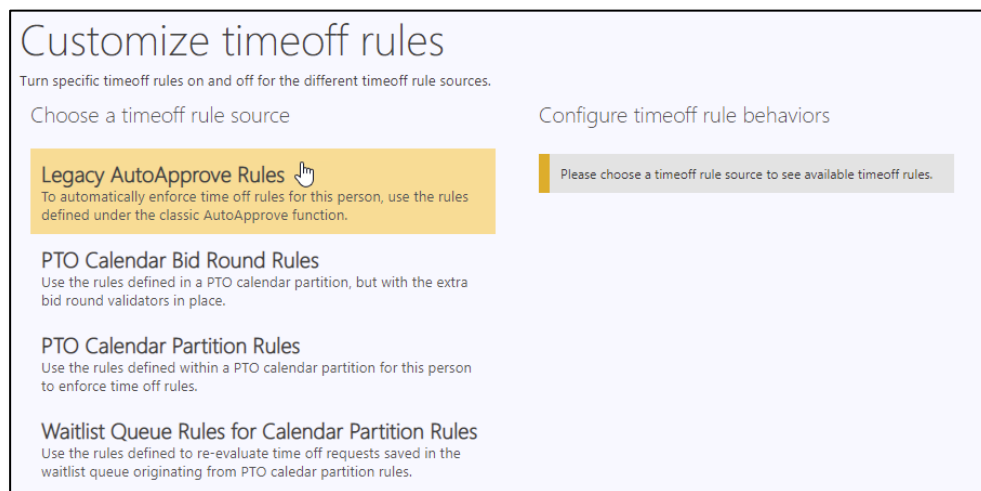 Customize timeoff rules
Turn specific timeoff rules on and off for the different timeoff rule sources.
Choose a timeoff rule source
Legacy AutoApprove Rules
To automatically enforce time off rules for this person, use the rules
defined under the classic AutoApprove function.
PTO Calendar Bid Round Rules
Use the rules defined in a PTO calendar partition, but with the extra
bid round validators in place.
PTO Calendar Partition Rules
Use the rules defined within a PTO calendar partition for this person
to enforce time off rules.
Waitlist Queue Rules for Calendar Partition Rules
Use the rules defined to re-evaluate time off requests saved in the
waitlist queue originating from PTO caledar partition rules.
Configure timeoff rule behaviors
Please choose a timeoff rule source to see available timeoff rules.